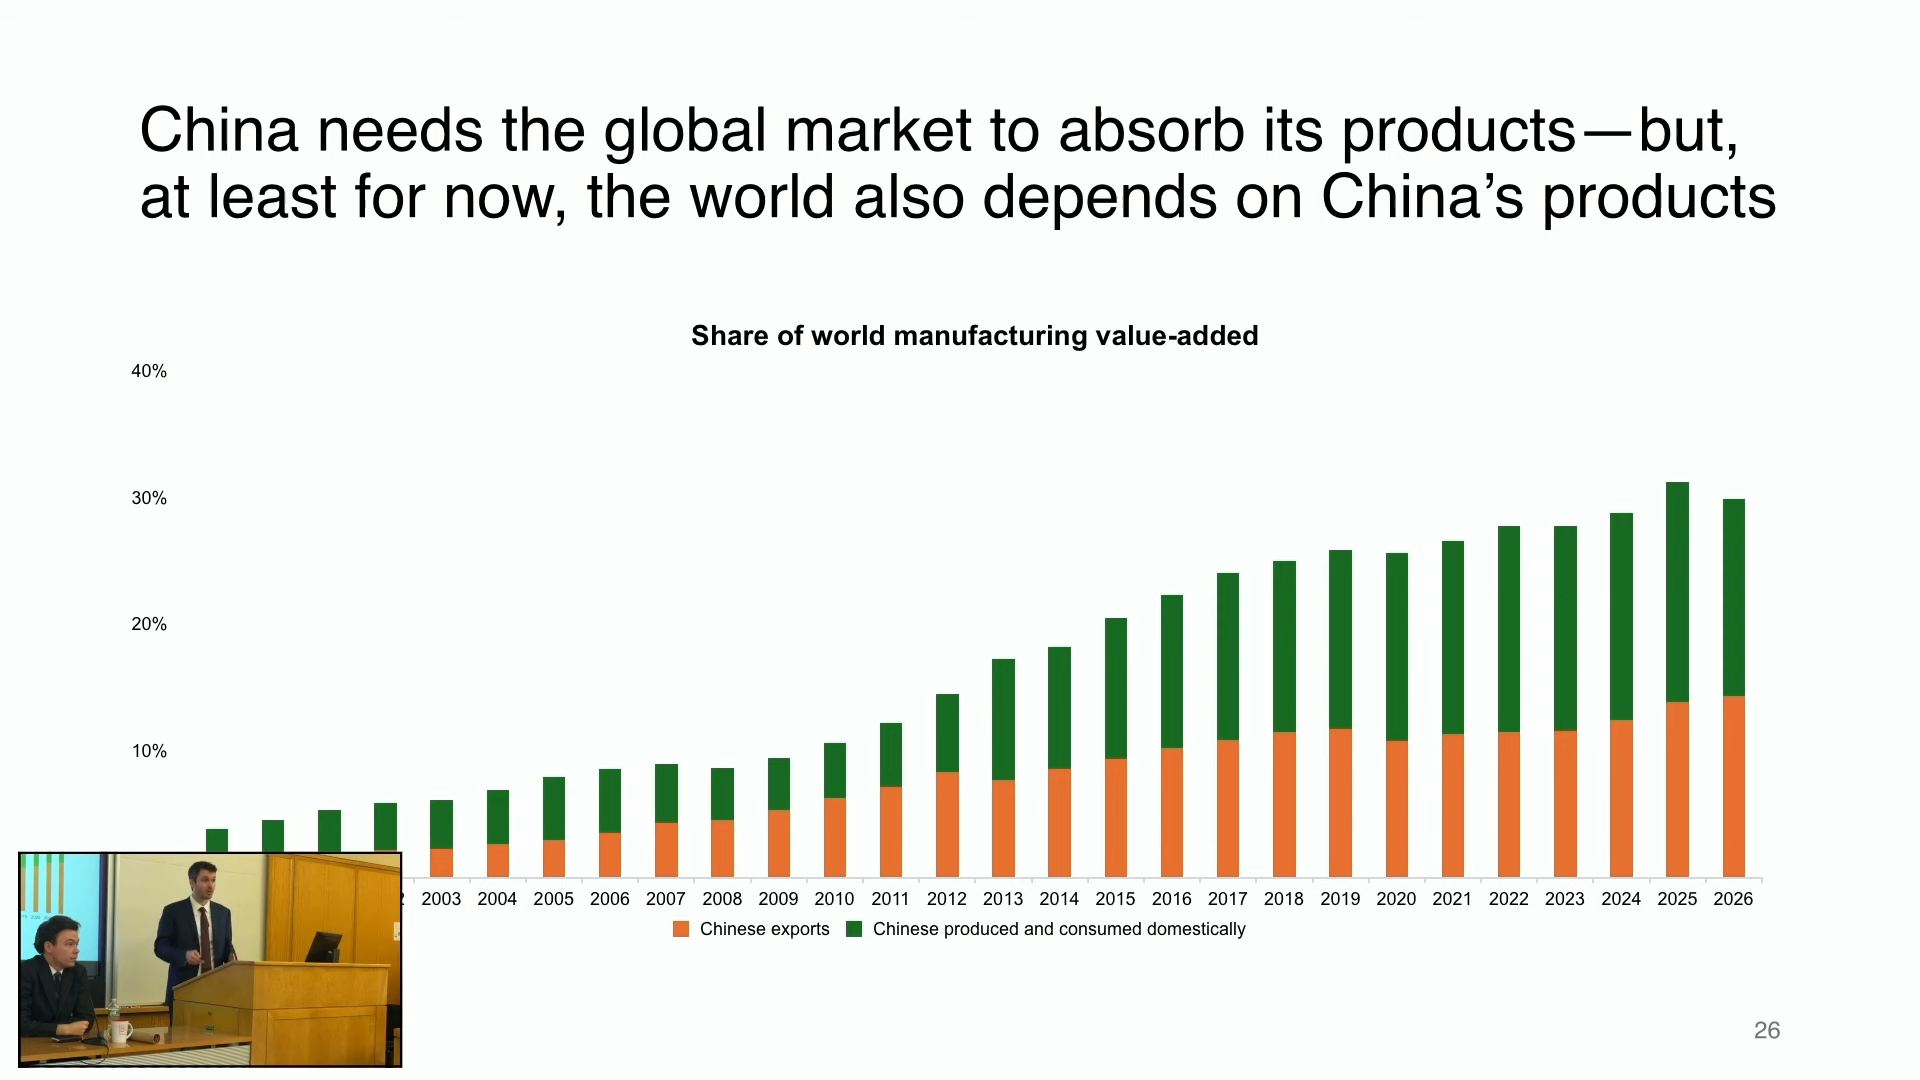 China needs the global market to absorb its products—but,
at least for now, the world also depends on China’s products
Share of world manufacturing value-added
40%
30%
20%
10%
2003 2004 2005 2006 2007 2008 2009 2010 2011 2012 2013 2014 2015 2016 2017 2018 2019 2020 2021 2022 2023 2024 2025 2026
Chinese exports Chinese produced and consumed domestically
26